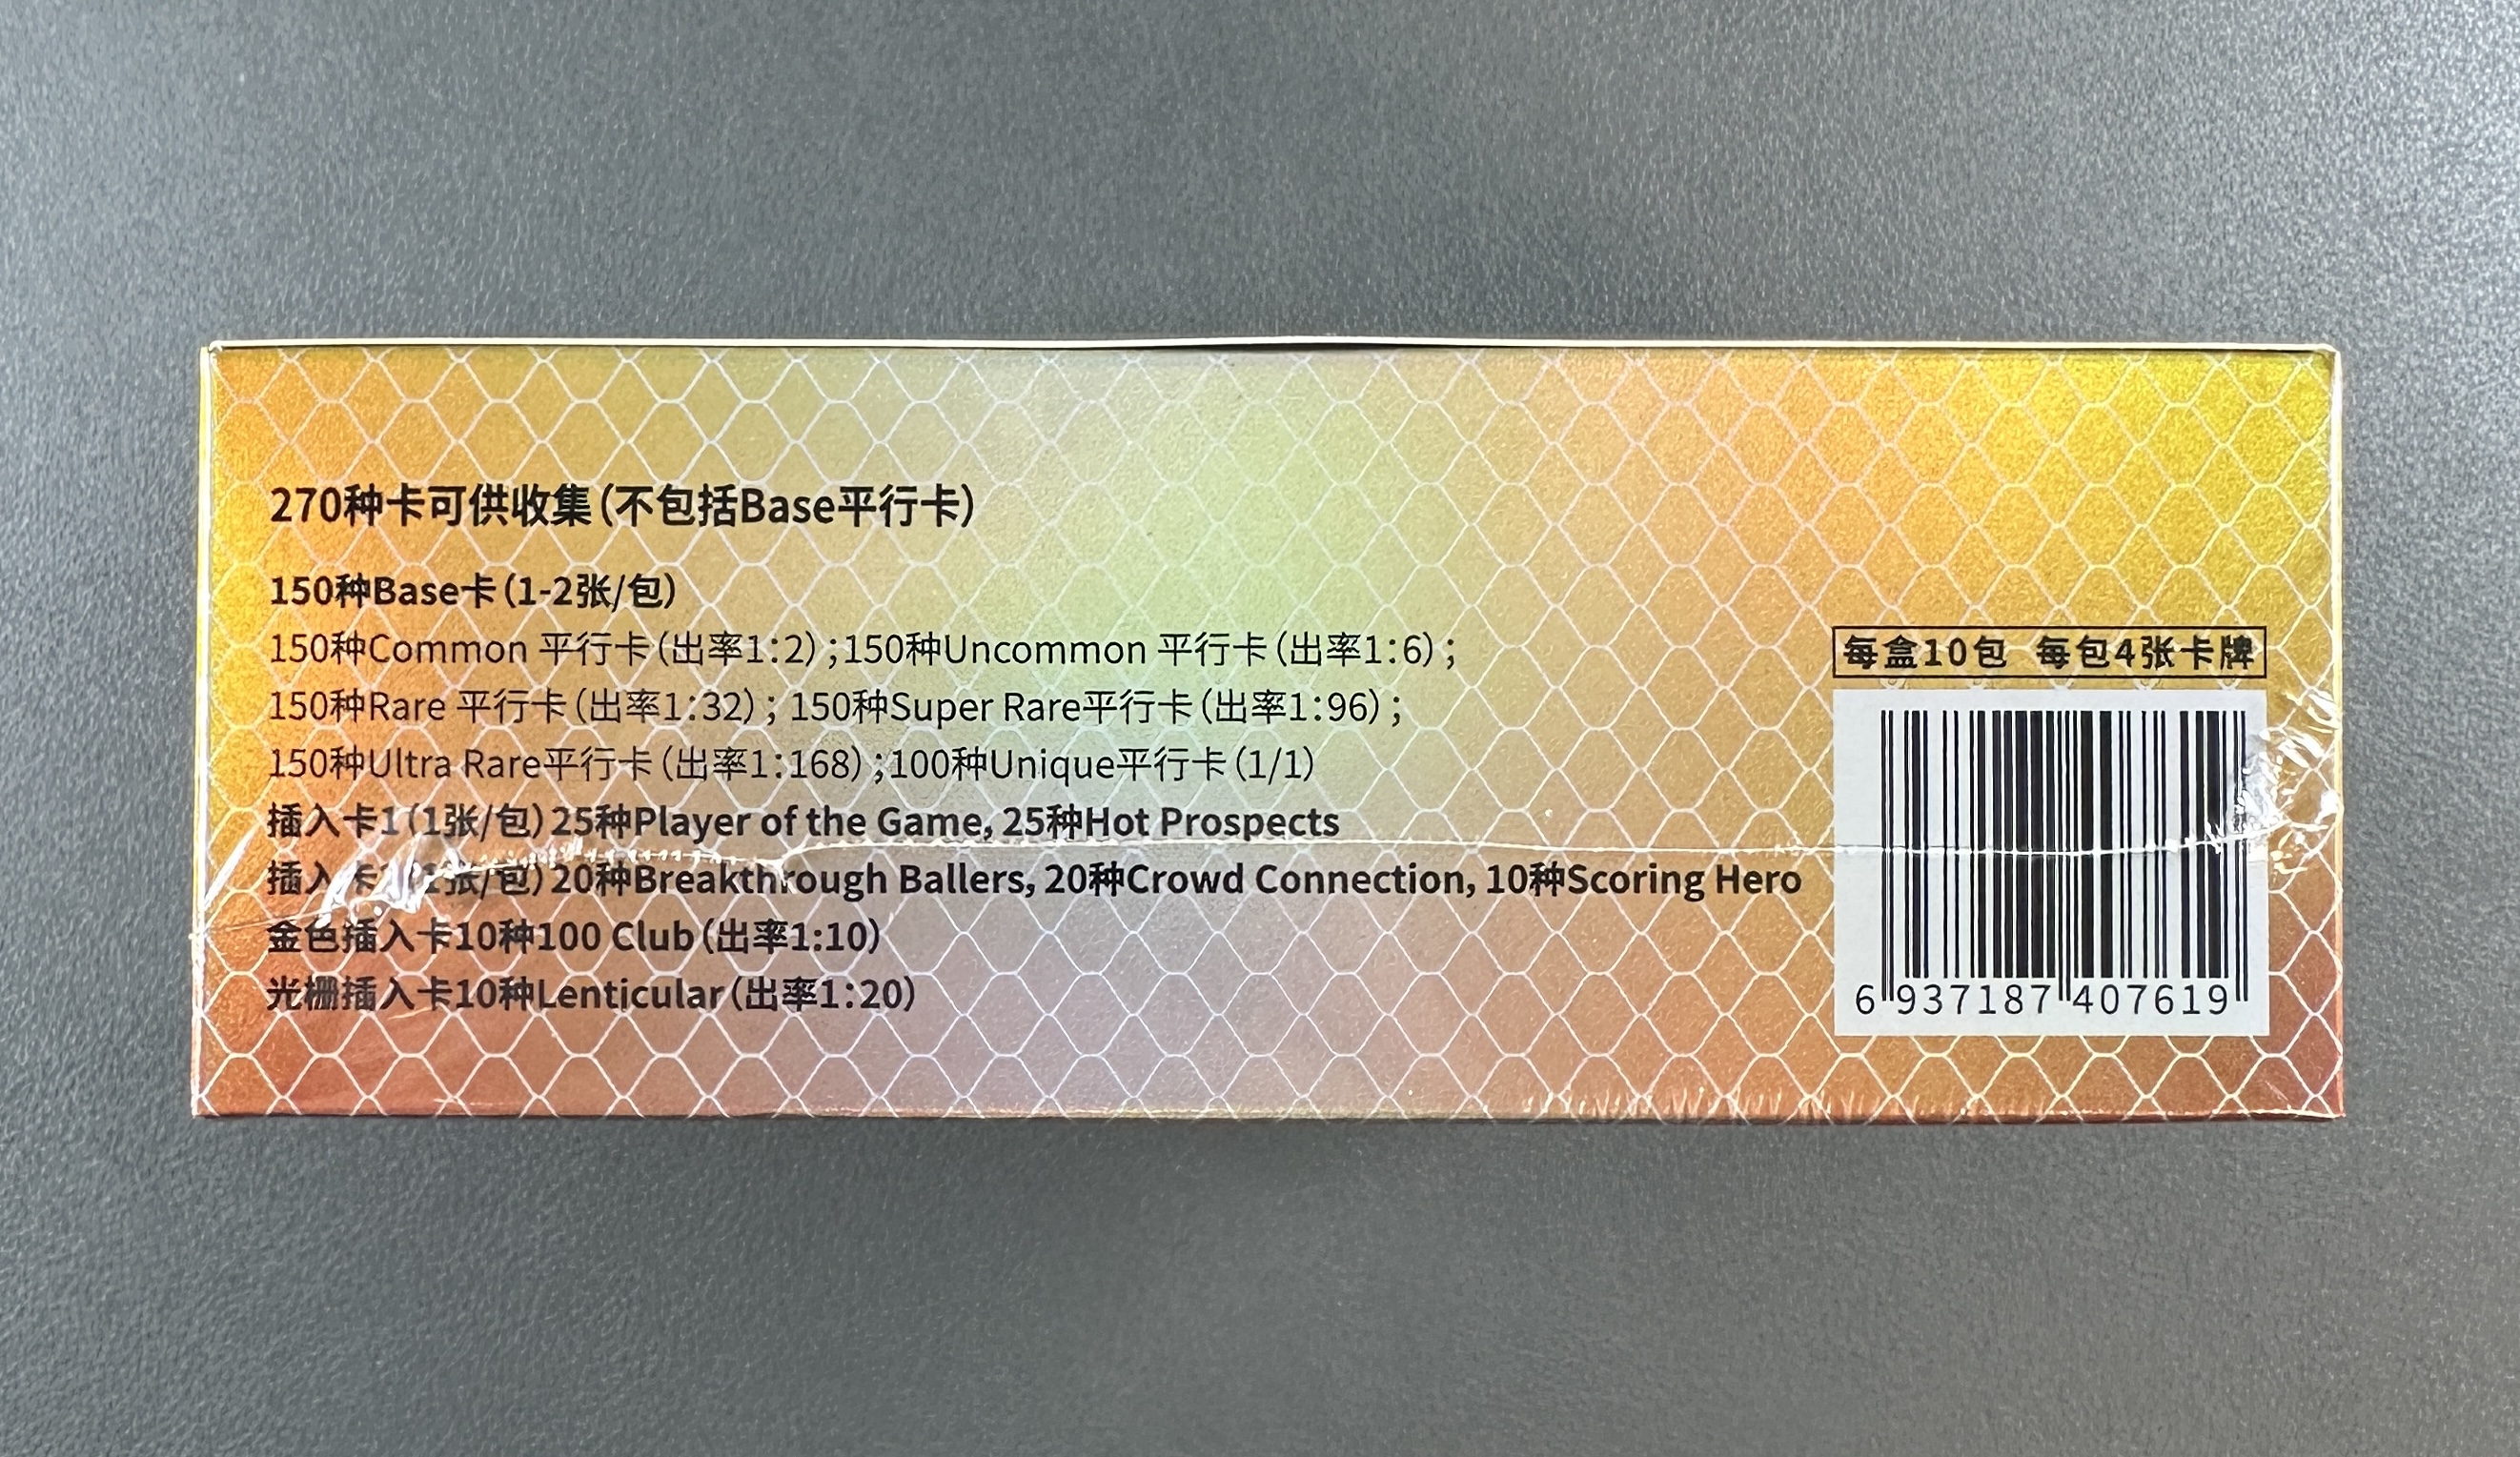 270种卡可供收集(不包括Base平行卡)
150种Base卡(1-2张/包)
150种Common 平行卡(出率1:2);150种Uncommon 平行卡(出率1:6);
150种Rare 平行卡(出率1:32); 150种Super Rare平行卡(出率1:96);
150种Ultra Rare平行卡(出率1:168);100种Unique平行卡(1/1)
插入卡1(1张/包)25种Player of the Game, 25种Hot Prospects
插入卡2(1张/包)20种Breakthrough Ballers, 20种Crowd Connection, 10种Scoring Hero
金色插入卡10种100 Club(出率1:10)
光栅插入卡10种Lenticular(出率1:20)
每盒10包 每包4张卡牌
6 937187 407619